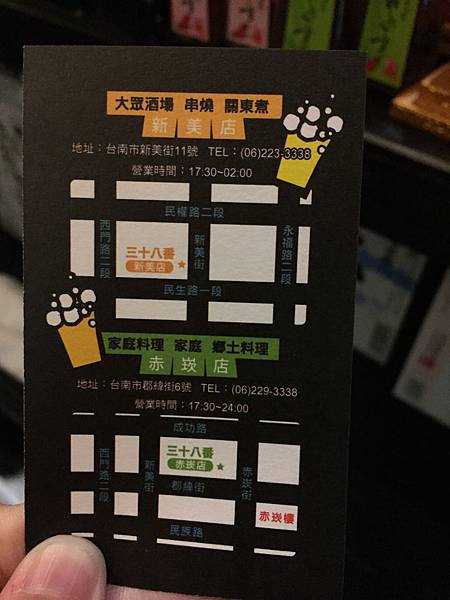 大眾酒場 串燒 關東煮
新美店
地址：台南市新美街11號 TEL：(06)223-3338
營業時間：17:30~02:00
民權路二段
西門路二段
三十八番
新美店
新美街
永福路二段
民生路一段
家庭料理 家庭 鄉土料理
赤崁店
地址：台南市郡緯街6號 TEL：(06)229-3338
營業時間：17:30~24:00
成功路
西門路二段
新美街
三十八番
赤崁店
郡緯街
赤崁街
赤崁樓
民族路